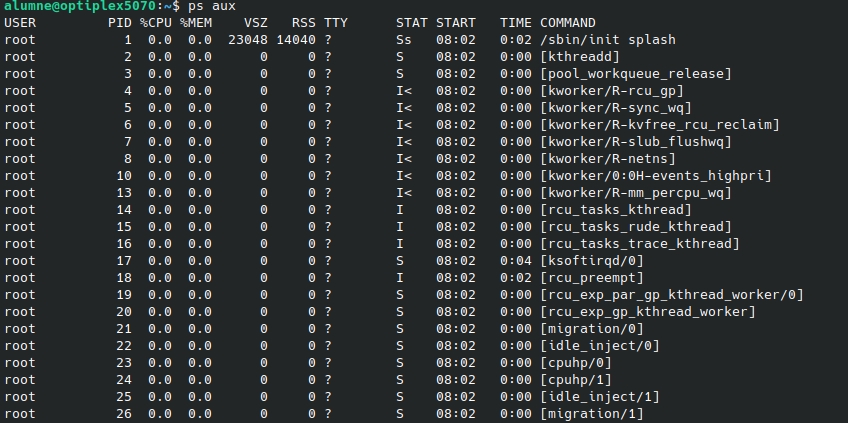 alumne@optiplex5070:~$ ps aux
USER         PID %CPU %MEM    VSZ   RSS TTY      STAT START   TIME COMMAND
root           1  0.0  0.0  23048 14040 ?        Ss   08:02   0:02 /sbin/init splash
root           2  0.0  0.0      0     0 ?        S    08:02   0:00 [kthreadd]
root           3  0.0  0.0      0     0 ?        S    08:02   0:00 [pool_workqueue_release]
root           4  0.0  0.0      0     0 ?        I<   08:02   0:00 [kworker/R-rcu_gp]
root           5  0.0  0.0      0     0 ?        I<   08:02   0:00 [kworker/R-sync_wq]
root           6  0.0  0.0      0     0 ?        I<   08:02   0:00 [kworker/R-kvfree_rcu_reclaim]
root           7  0.0  0.0      0     0 ?        I<   08:02   0:00 [kworker/R-slub_flushwq]
root           8  0.0  0.0      0     0 ?        I<   08:02   0:00 [kworker/R-netns]
root          10  0.0  0.0      0     0 ?        I<   08:02   0:00 [kworker/0:0H-events_highpri]
root          13  0.0  0.0      0     0 ?        I<   08:02   0:00 [kworker/R-mm_percpu_wq]
root          14  0.0  0.0      0     0 ?        I    08:02   0:00 [rcu_tasks_kthread]
root          15  0.0  0.0      0     0 ?        I    08:02   0:00 [rcu_tasks_rude_kthread]
root          16  0.0  0.0      0     0 ?        I    08:02   0:00 [rcu_tasks_trace_kthread]
root          17  0.0  0.0      0     0 ?        S    08:02   0:04 [ksoftirqd/0]
root          18  0.0  0.0      0     0 ?        I    08:02   0:02 [rcu_preempt]
root          19  0.0  0.0      0     0 ?        S    08:02   0:00 [rcu_exp_par_gp_kthread_worker/0]
root          20  0.0  0.0      0     0 ?        S    08:02   0:00 [rcu_exp_gp_kthread_worker]
root          21  0.0  0.0      0     0 ?        S    08:02   0:00 [migration/0]
root          22  0.0  0.0      0     0 ?        S    08:02   0:00 [idle_inject/0]
root          23  0.0  0.0      0     0 ?        S    08:02   0:00 [cpuhp/0]
root          24  0.0  0.0      0     0 ?        S    08:02   0:00 [cpuhp/1]
root          25  0.0  0.0      0     0 ?        S    08:02   0:00 [idle_inject/1]
root          26  0.0  0.0      0     0 ?        S    08:02   0:00 [migration/1]